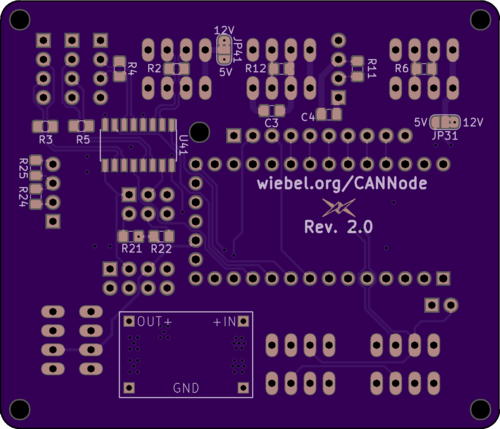 12V
JP41
5V
R4
R2
R12
R11
R6
C3
C4
5V
12V
JP31
R3
R5
U41
R25
R24
wiebel.org/CANNode
Rev. 2.0
R21
R22
OUT+
+IN
GND